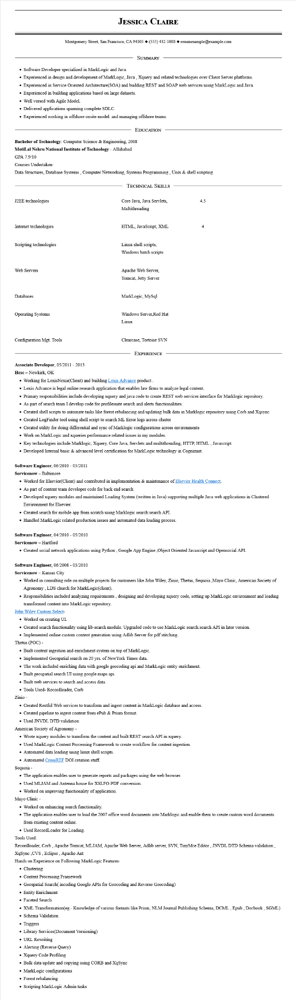 Jessica Claire
Montgomery Street, San Francisco, CA 94105 ◆ (555) 432-1000 ◆ resumesample@example.com
Summary
• Software Developer specialized in MarkLogic and Java
• Experienced in design and development of MarkLogic, Java , Xquery and related technologies over Client Server platforms.
• Experienced in Service Oriented Architecture(SOA) and building REST and SOAP web services using MarkLogic and Java.
• Experienced in building applications based on large datasets.
• Well versed with Agile Model.
• Delivered applications spanning complete SDLC.
• Experienced working in offshore onsite model. and managing offshore teams.
Education
Bachelor of Technology: Computer Science & Engineering, 2008
MotiLal Nehru National Institute of Technology - Allahabad
GPA 7.9/10
Courses Undertaken-
Data Structures, Database Systems , Computer Networking, Systems Programming , Unix & shell scripting
Technical Skills
J2EE technologies Core Java, Java Servlets, 4.5
Multithreading
Internet technologies HTML, JavaScript, XML 4
Scripting technologies Linux shell scripts,
Windows batch scripts
Web Servers Apache Web Server,
Tomcat, Jetty Server
Databases MarkLogic, MySql
Operating Systems Windows Server,Red Hat
Linux
Configuration Mgt. Tools Clearcase, Tortoise SVN
Experience
Associate Developer, 05/2011 - 2013
Hcsc – Newkirk, OK
• Working for LexisNexis(Client) and building Lexis Advance product .
• Lexis Advance is legal online research application that enables law firms to analyze legal content.
• Primary responsibilities include developing xquery and java code to create REST web services interface for Marklogic repository.
• As part of search team I develop code for profilesuite search and alerts functionalities.
• Created shell scripts to automate tasks like forest rebalancing and updating bulk data in Marklogic repository using Corb and Xqsync
• Created LogFinder tool using shell script to search ML Error logs across cluster
• Created utility for doing differential and sync of Marklogic configurations across environments
• Work on MarkLogic and xqueries performance related issues in my modules.
• Key technologies include Marklogic, Xquery, Core Java, Servlets and multithreading, HTTP, HTML , Javascript.
• Developed Internal basic & advanced level certification for MarkLogic technology in Cognizant.
Software Engineer, 06/2010 - 05/2011
Servicenow – Baltimore
• Worked for Elsevier(Client) and contributed in implementation & maintenance of Elsevier Health Connect.
• As part of content team developer code for back end search
• Developed xquery modules and maintained Loading System (written in Java) supporting multiple Java web applications in Clustered
Environment for Elsevier.
• Created search for mobile app from scratch using Marklogic search:search API.
• Handled MarkLogic related production issues and automated data loading process.
Software Engineer, 04/2010 - 05/2010
Servicenow – Hartford
• Created social network applications using Python , Google App Engine ,Object Oriented Javascript and Opensocial API.
Software Engineer, 06/2008 - 03/2010
Servicenow – Kansas City
• Worked in consulting role on multiple projects for customers like John Wiley, Zinio, Thetus, Sequoia ,Mayo Clinic, American Society of
Agronomy , LDS church for MarkLogic(client).
• Responsibilities included analyzing requirements , designing and developing xquery code, setting up MarkLogic environment and loading
transformed content into MarkLogic repository.
John Wiley Custom Select-
• Worked on creating UI.
• Created search functionality using lib-search module. Upgraded code to use MarkLogic search:search API in later version.
• Implemented online custom content generation using Adlib Server for pdf stitching.
Thetus (POC) -
• Built content ingestion and enrichment system on top of MarkLogic.
• Implemented Geospatial search on 20 yrs. of NewYork Times data.
• The work included enriching data with google geocoding api and MarkLogic entity enrichment.
• Built geospatial search UI using google maps api.
• Built web services to search and access data.
• Tools Used- Recordloader, Corb
Zinio -
• Created Restful Web services to transform and ingest content in MarkLogic database and access.
• Created pipeline to ingest content from ePub & Prism format.
• Used JNVDL DTD validation
American Society of Agronomy -
• Wrote xquery modules to transform the content and built REST search API in xquery.
• Used MarkLogic Content Processing Framework to create workflow for content ingestion.
• Automated data loading using linux shell scripts.
• Automated CrossREF DOI creation stuff.
Sequoia -
• The application enables user to generate reports and packages using the web browser.
• Used MLJAM and Antenna house for XSLFO-PDF conversion.
• Worked on improving functionality of application.
Mayo Clinic -
• Worked on enhancing search functionality.
• The application enables user to load the 2007 office word documents into Marklogic and enable them to create custom word documents
from existing content online.
• Used RecordLoader for Loading.
Tools Used:
Recordloader, Corb , Apache Tomcat, MLJAM, Apache Web Server, Adlib server, SVN, TinyMce Editor , JNVDL DTD Schema validation ,
XqSync ,CVS , Eclipse , Apache Ant
Hands on Experience on Following MarkLogic Features-
• Clustering
• Content Processing Framework
• Geospatial Search( incuding Google APIs for Geocoding and Reverse Geocoding)
• Entity Enrichment
• Faceted Search
• XML Transformation(eg.- Knowledge of various formats like Prism, NLM Journal Publishing Schema, DCML , Epub , Docbook , SGML)
• Schema Validation
• Triggers
• Library Services(Document Versioning)
• URL Rewriting
• Alerting (Reverse Query)
• Xquery Code Profiling
• Bulk data update and copying using CORB and XqSync
• MarkLogic configurations
• Forest rebalancing
• Scripting MarkLogic Admin tasks